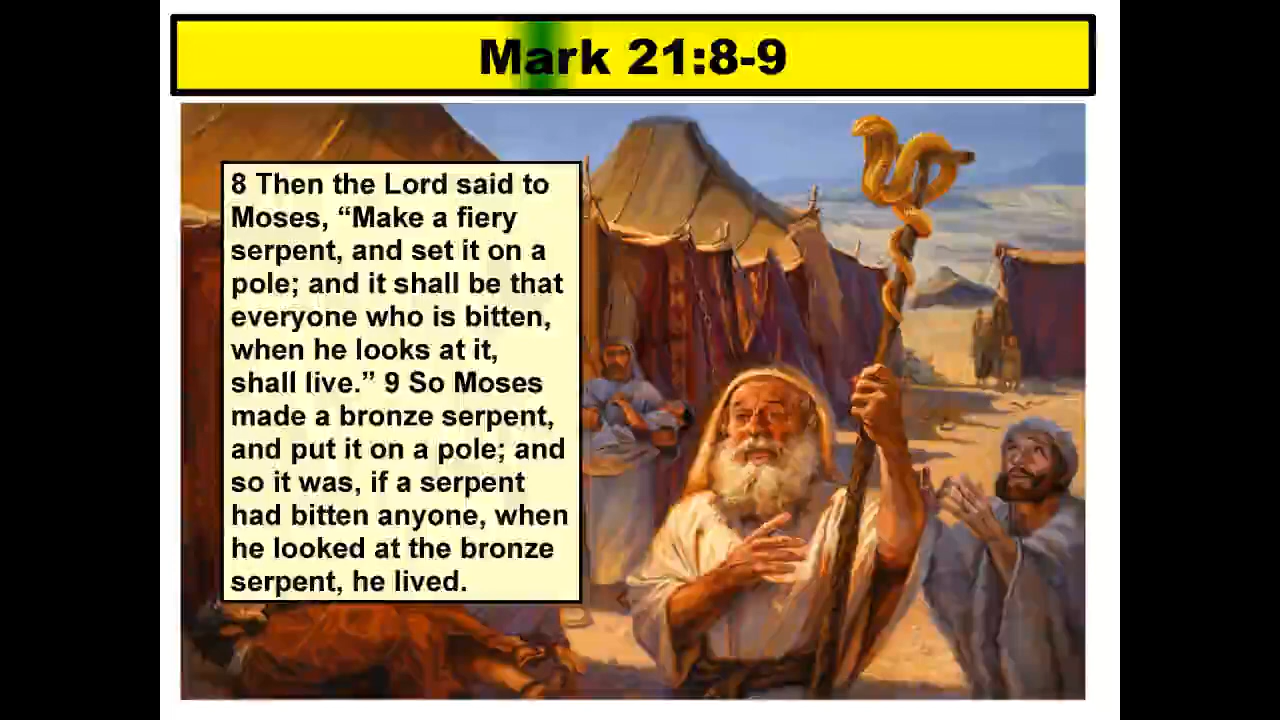 Mark 21:8-9
8 Then the Lord said to
Moses, “Make a fiery
serpent, and set it on a
pole; and it shall be that
everyone who is bitten,
when he looks at it,
shall live.” 9 So Moses
made a bronze serpent,
and put it on a pole; and
so it was, if a serpent
had bitten anyone, when
he looked at the bronze
serpent, he lived.